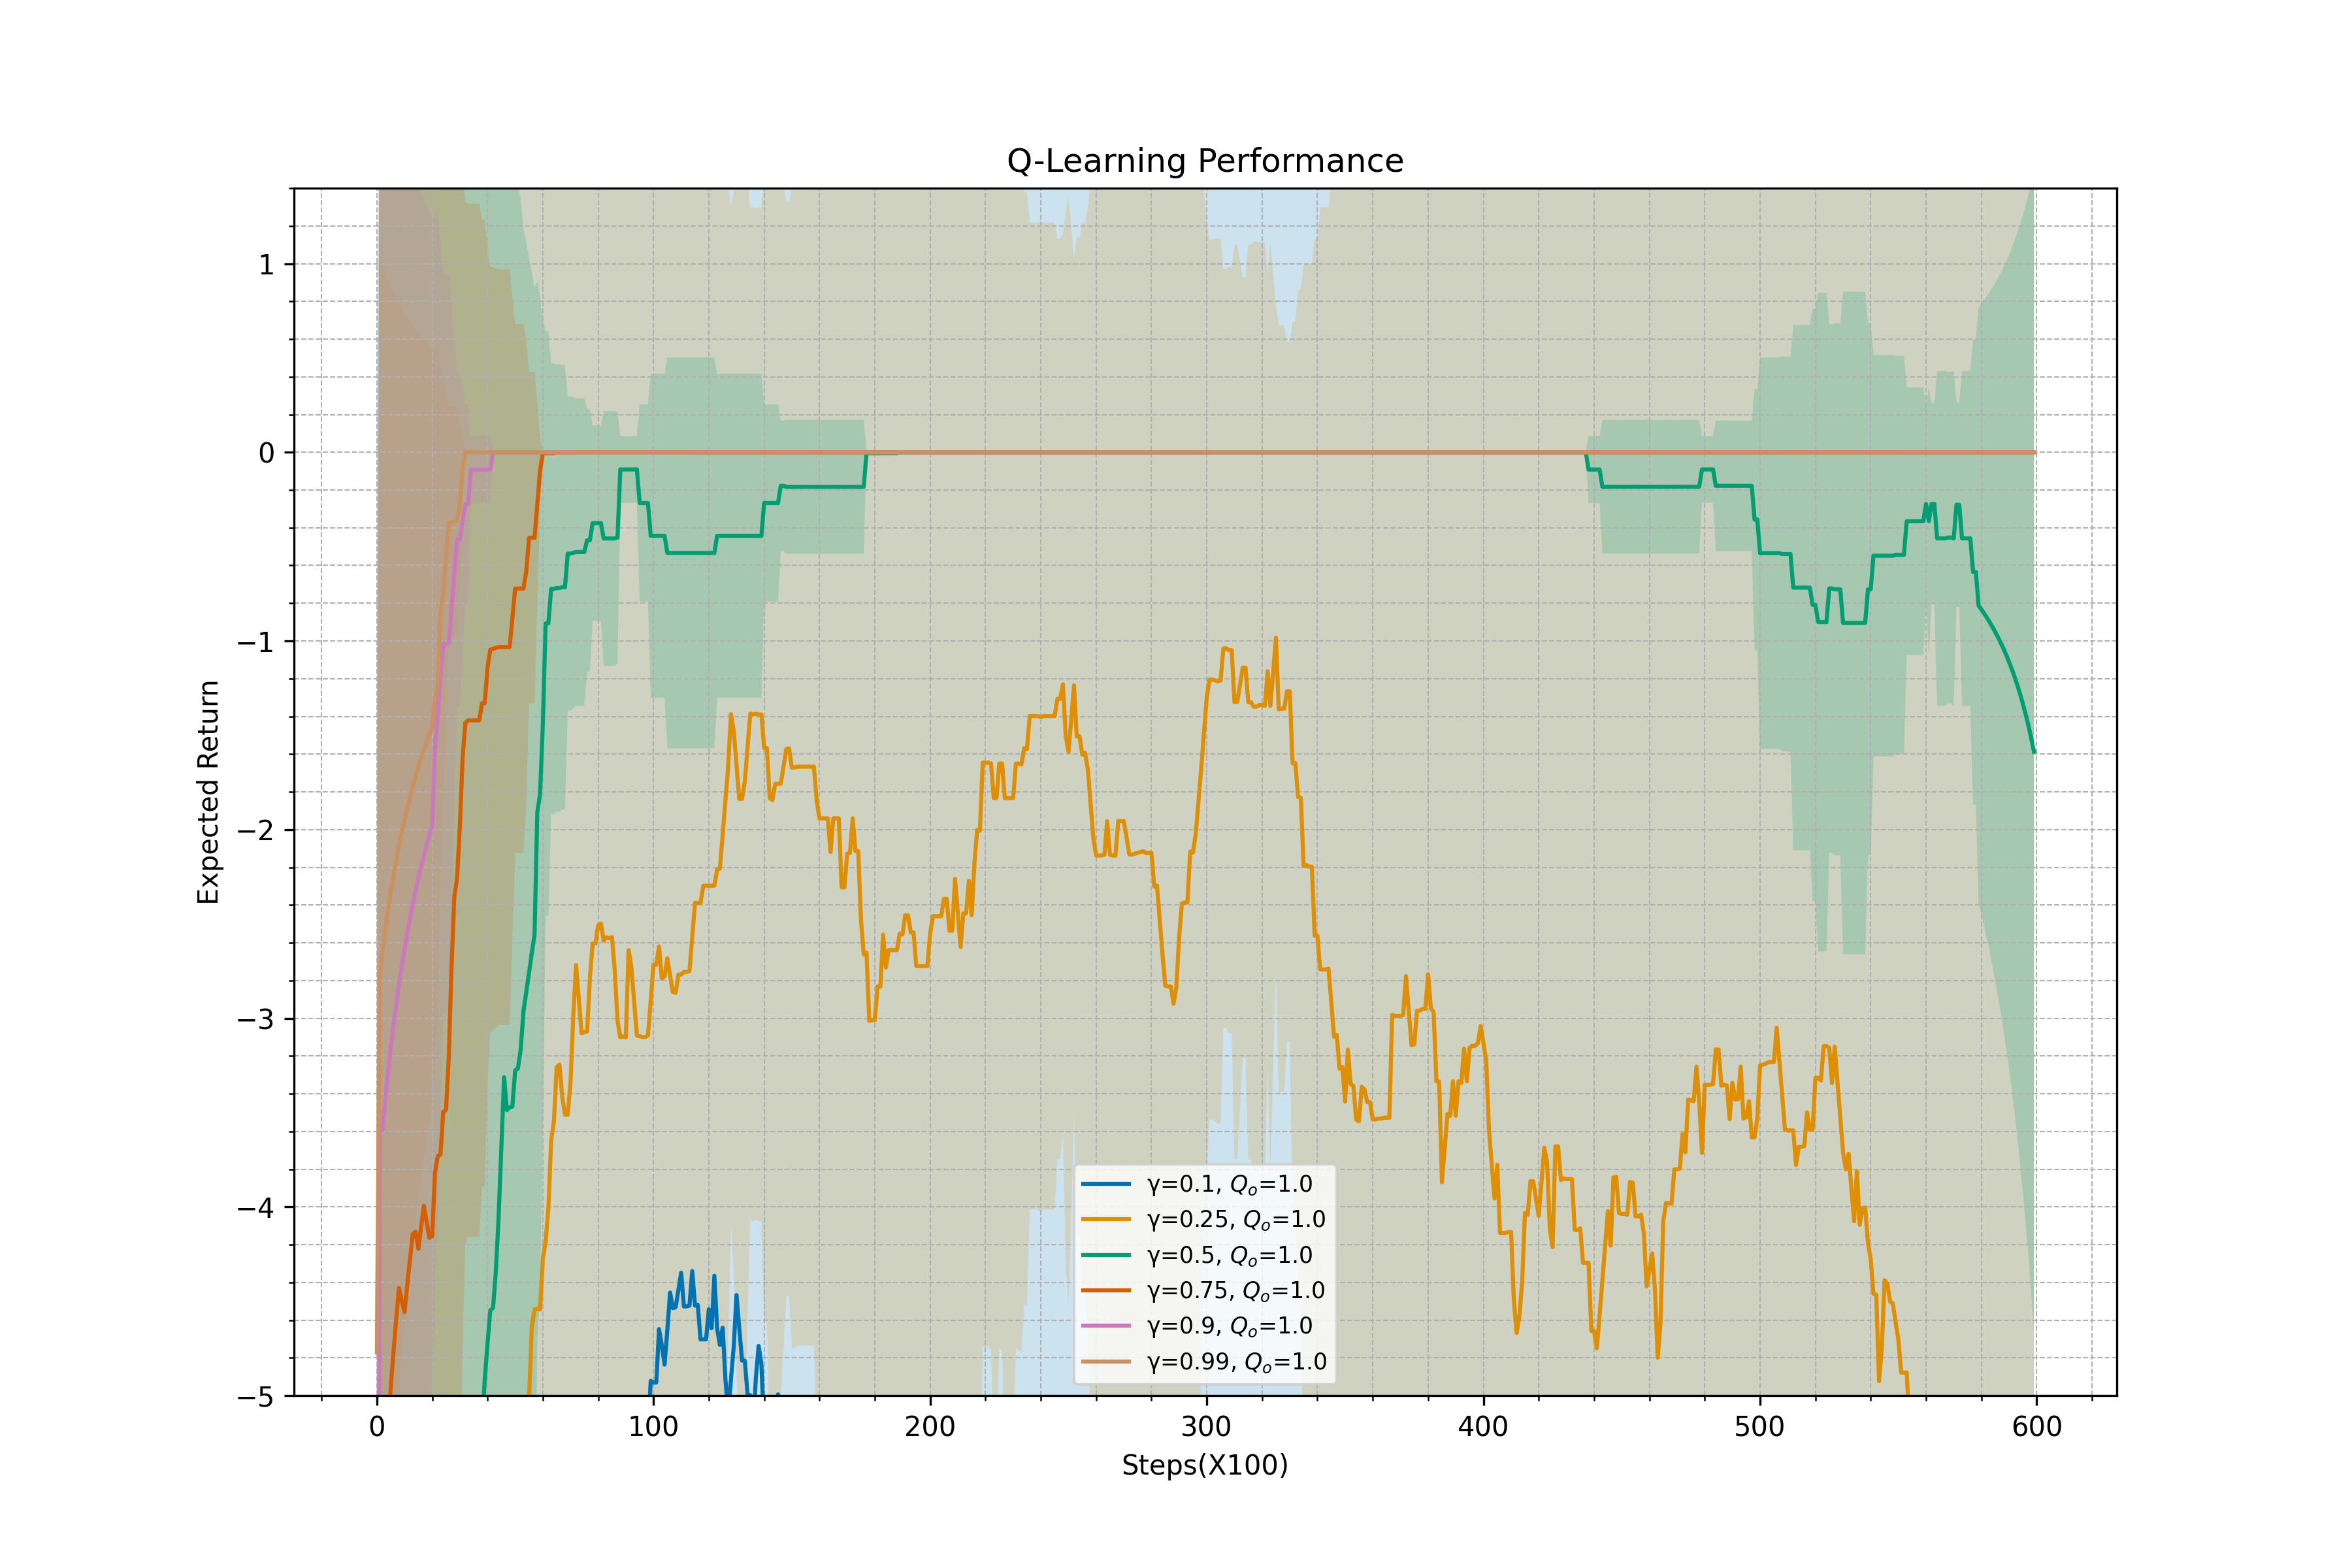 Q-Learning Performance
Expected Return
1
0
−1
−2
−3
−4
−5
γ=0.1, Qo=1.0
γ=0.25, Qo=1.0
γ=0.5, Qo=1.0
γ=0.75, Qo=1.0
γ=0.9, Qo=1.0
γ=0.99, Qo=1.0
0 100 200 300 400 500 600
Steps(X100)